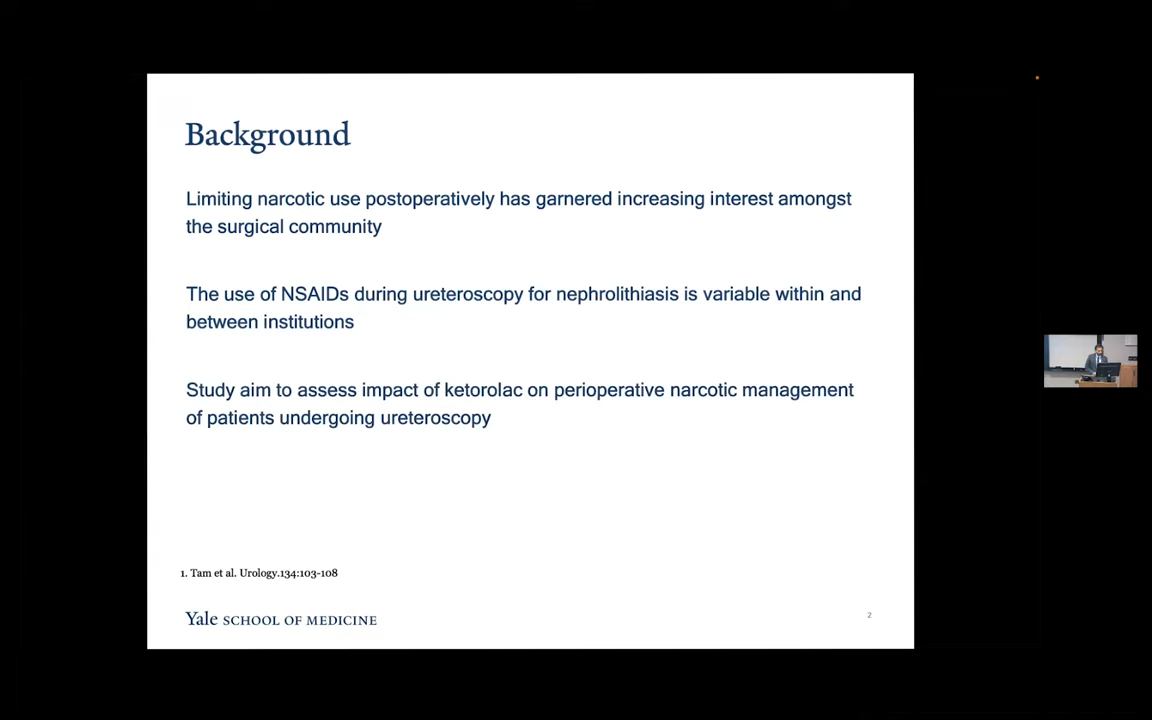 Background
Limiting narcotic use postoperatively has garnered increasing interest amongst
the surgical community
The use of NSAIDs during ureteroscopy for nephrolithiasis is variable within and
between institutions
Study aim to assess impact of ketorolac on perioperative narcotic management
of patients undergoing ureteroscopy
1. Tam et al. Urology.134:103-108
Yale SCHOOL OF MEDICINE
2